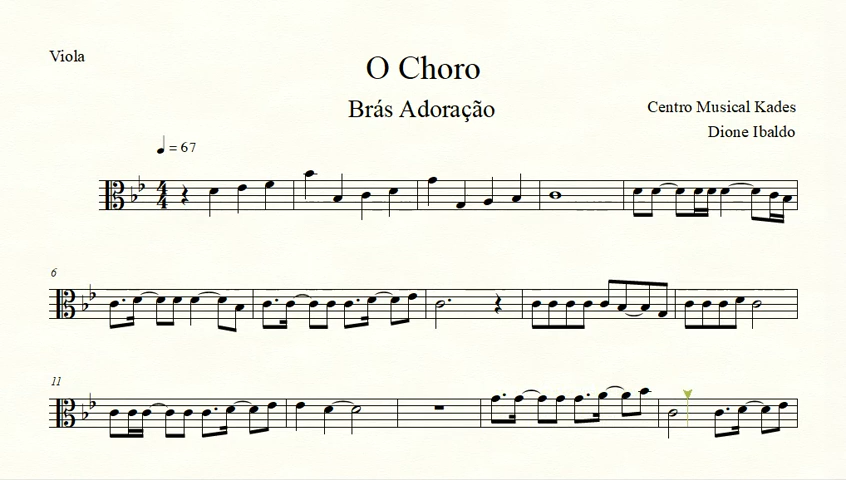 Viola
O Choro
Brás Adoração
Centro Musical Kades
Dione Ibaldo
= 67
4
4
6
11